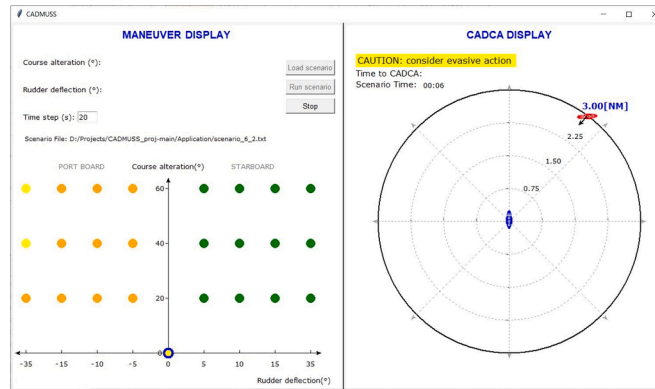 CADMUSS
MANEUVER DISPLAY
Course alteration (°):
Load scenario
Rudder deflection (°):
Run scenario
Stop
Time step (s): 20
Scenario File: D:/Projects/CADMUSS_proj-main/Application/scenario_6_2.txt
PORT BOARD Course alteration(°) STARBOARD
60
40
20
0
-35 -15 -10 -5 0 5 10 15 35
Rudder deflection(°)
CADCA DISPLAY
CAUTION: consider evasive action
Time to CADCA:
Scenario Time: 00:06
3.00[NM]
2.25
1.50
0.75